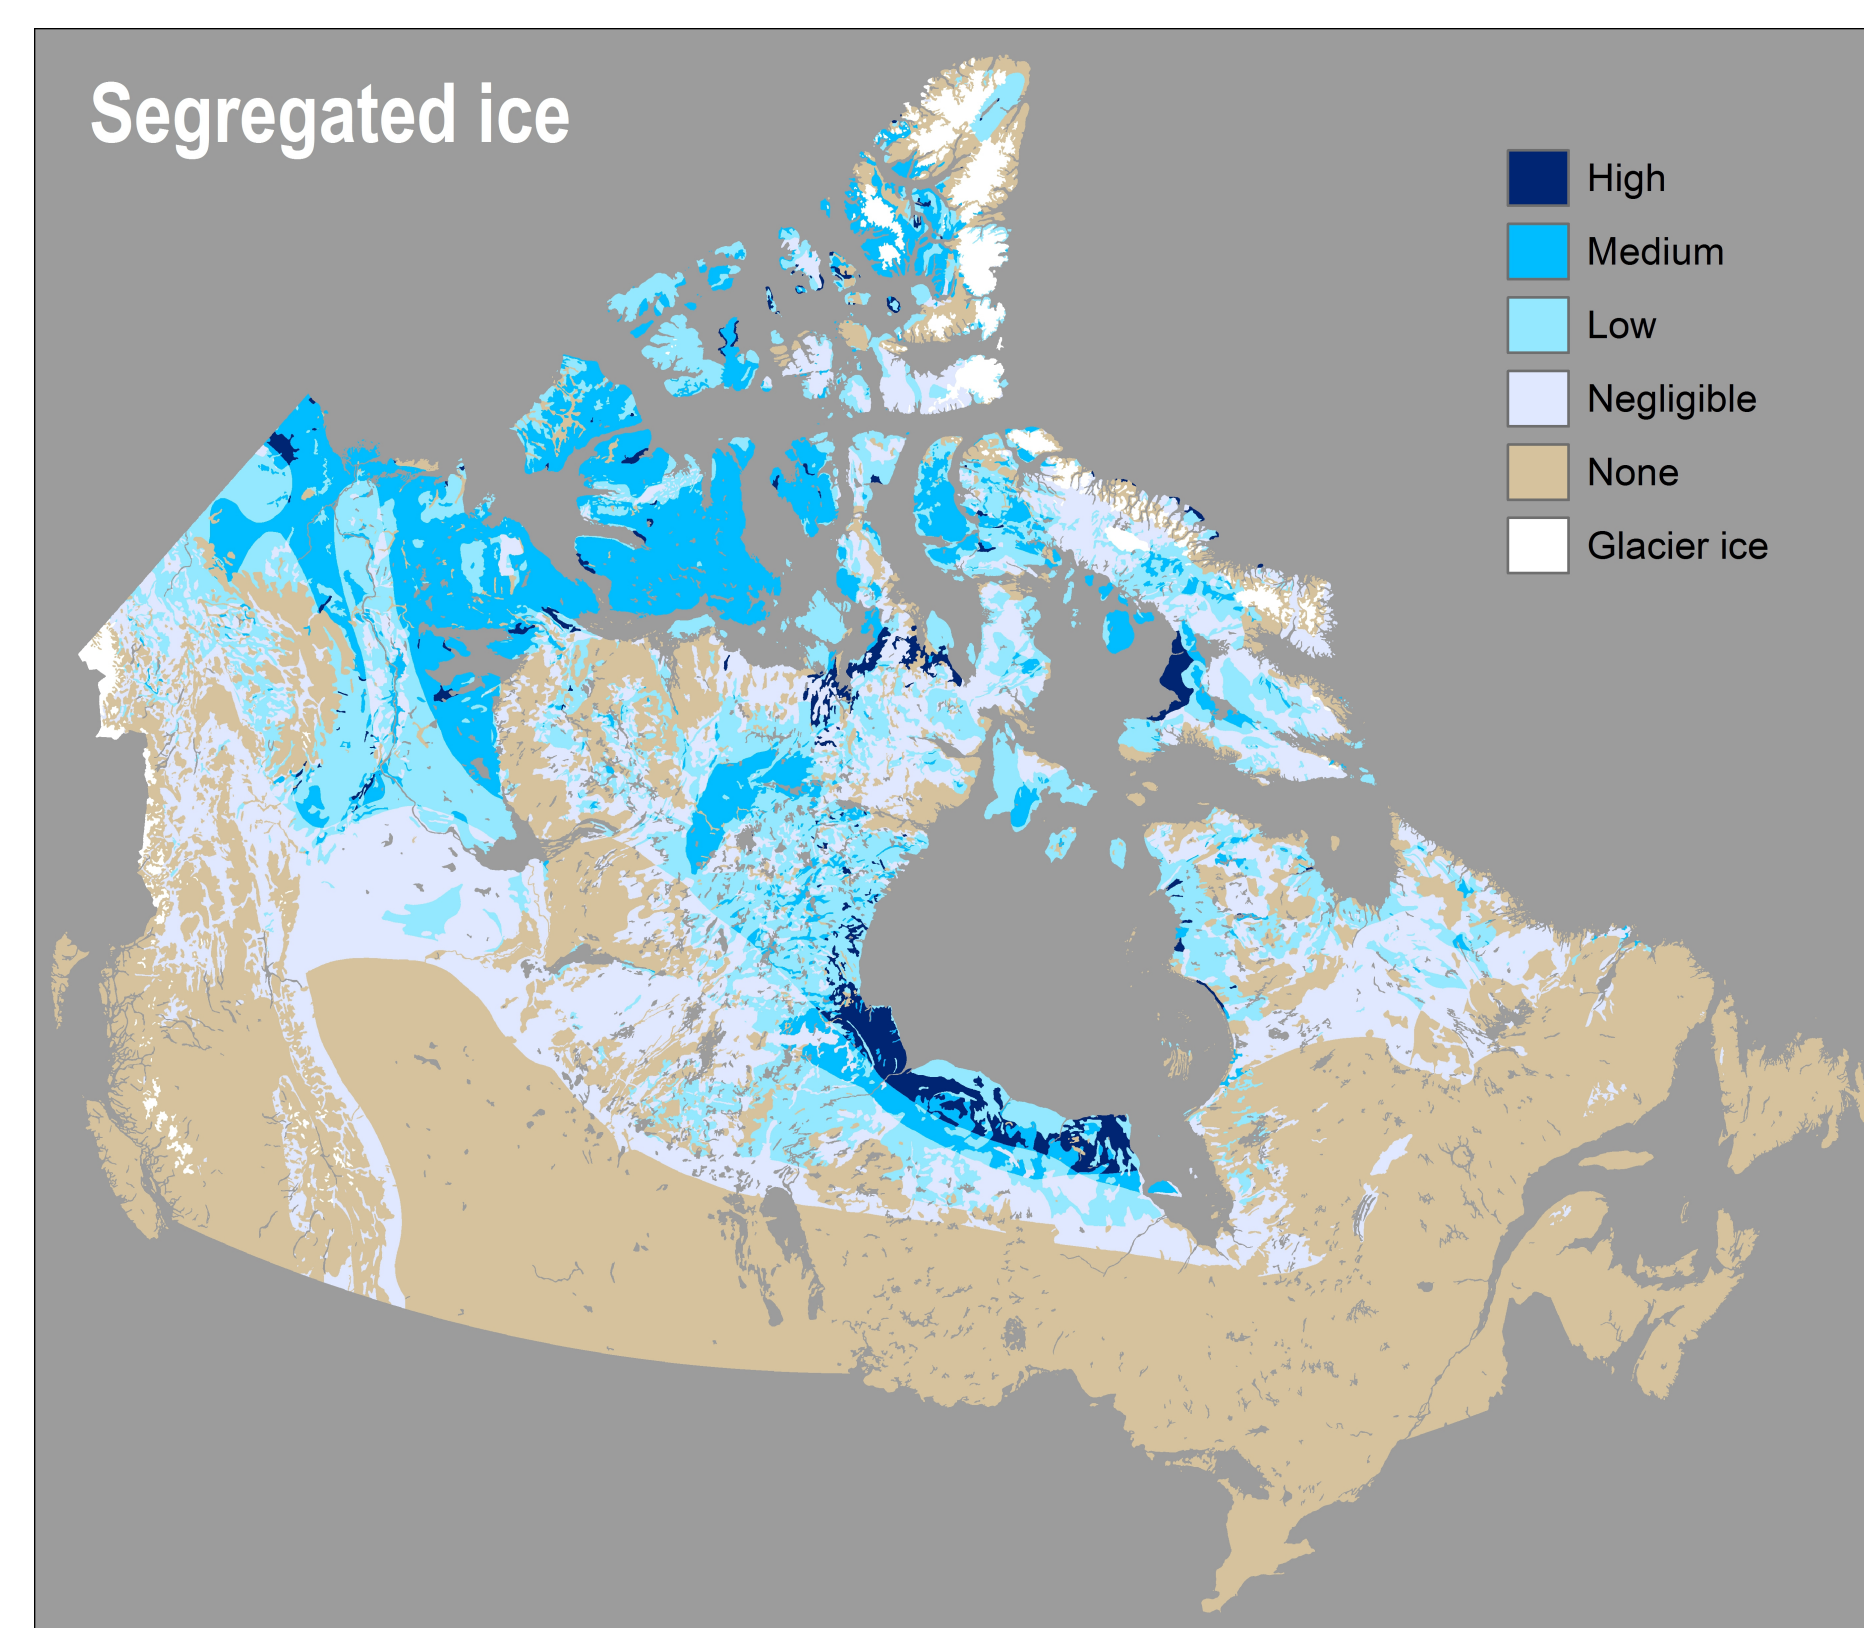 Segregated ice
High
Medium
Low
Negligible
None
Glacier ice